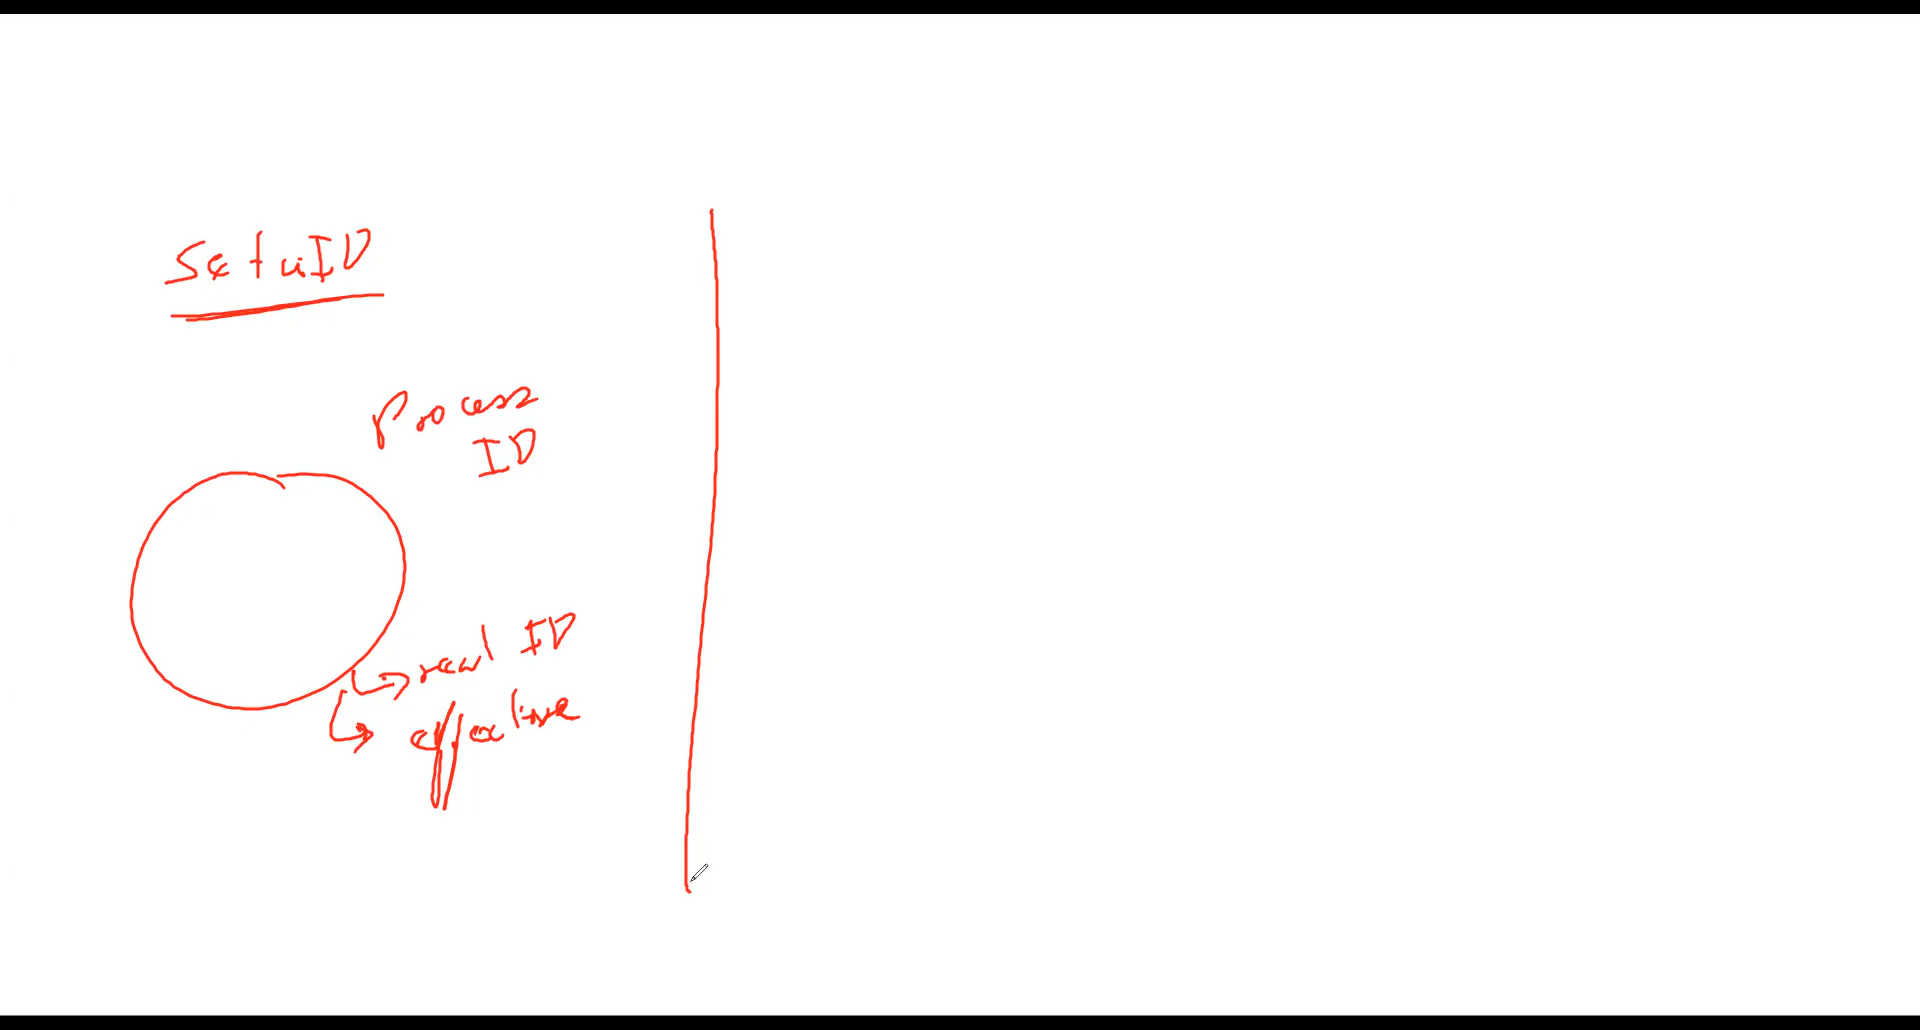 SetuID
Process
ID
real ID
effective